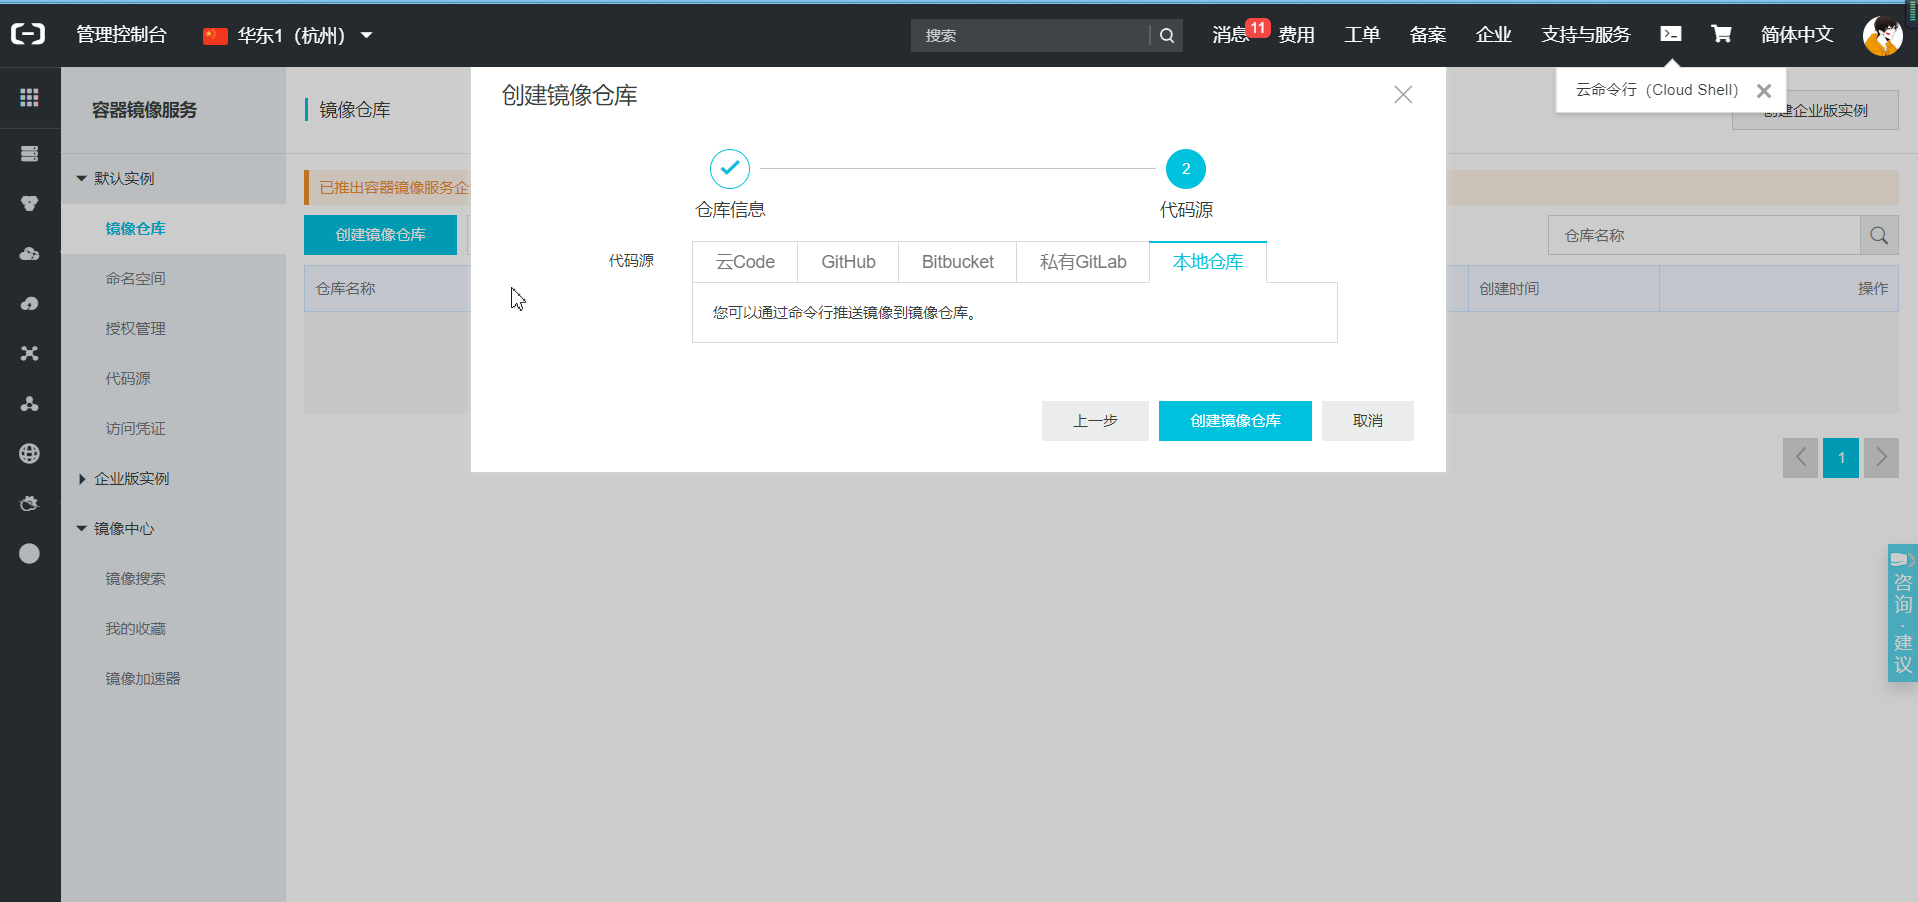 管理控制台
华东1（杭州）
搜索
消息
11
费用
工单
备案
企业
支持与服务
简体中文
云命令行（Cloud Shell）
容器镜像服务
默认实例
镜像仓库
命名空间
授权管理
代码源
访问凭证
企业版实例
镜像中心
镜像搜索
我的收藏
镜像加速器
镜像仓库
创建企业版实例
已推出容器镜像服务企
创建镜像仓库
仓库名称
仓库名称
创建时间
操作
1
创建镜像仓库
2
仓库信息
代码源
代码源
云Code
GitHub
Bitbucket
私有GitLab
本地仓库
您可以通过命令行推送镜像到镜像仓库。
上一步
创建镜像仓库
取消
咨询·建议